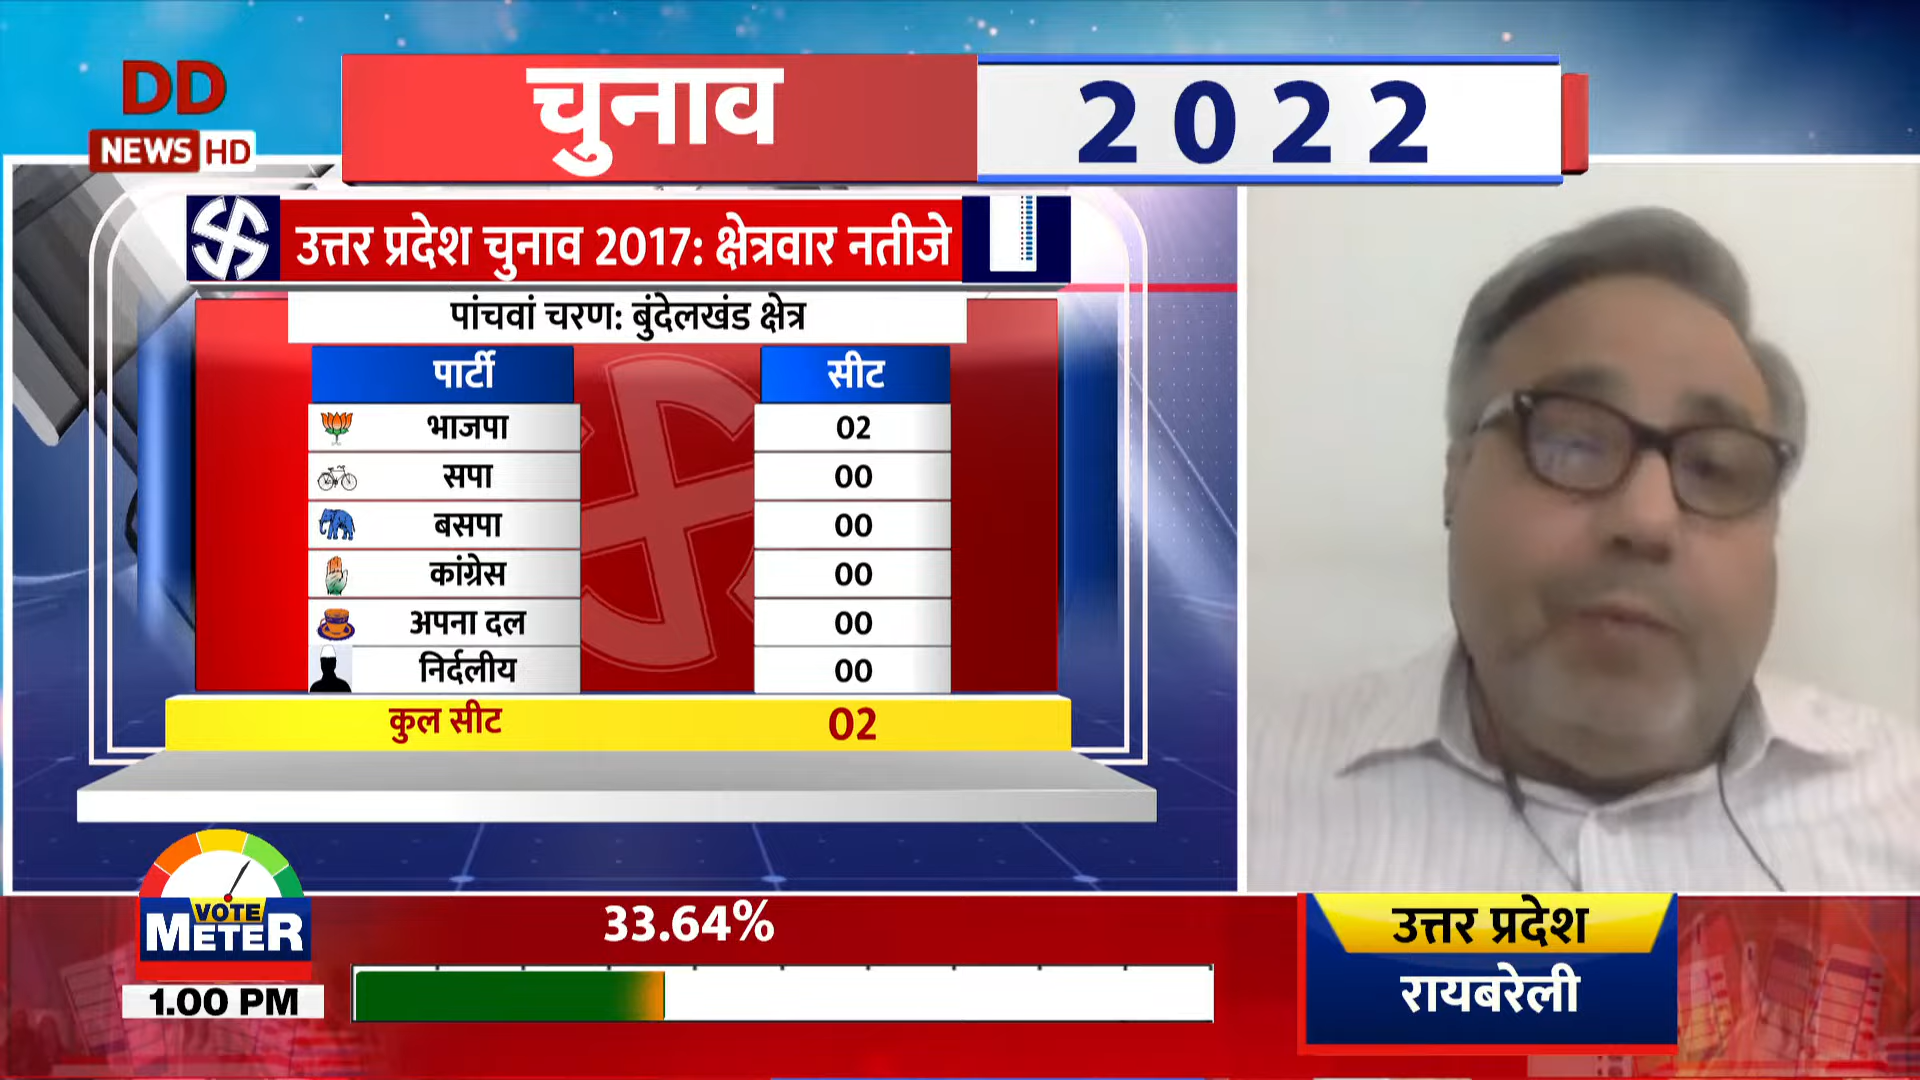 DD
NEWS HD
चुनाव
2022
उत्तर प्रदेश चुनाव 2017: क्षेत्रवार नतीजे
पांचवां चरण: बुंदेलखंड क्षेत्र
पार्टी सीट
भाजपा 02
सपा 00
बसपा 00
कांग्रेस 00
अपना दल 00
निर्दलीय 00
कुल सीट 02
VOTE
METER
1.00 PM
33.64%
उत्तर प्रदेश
रायबरेली